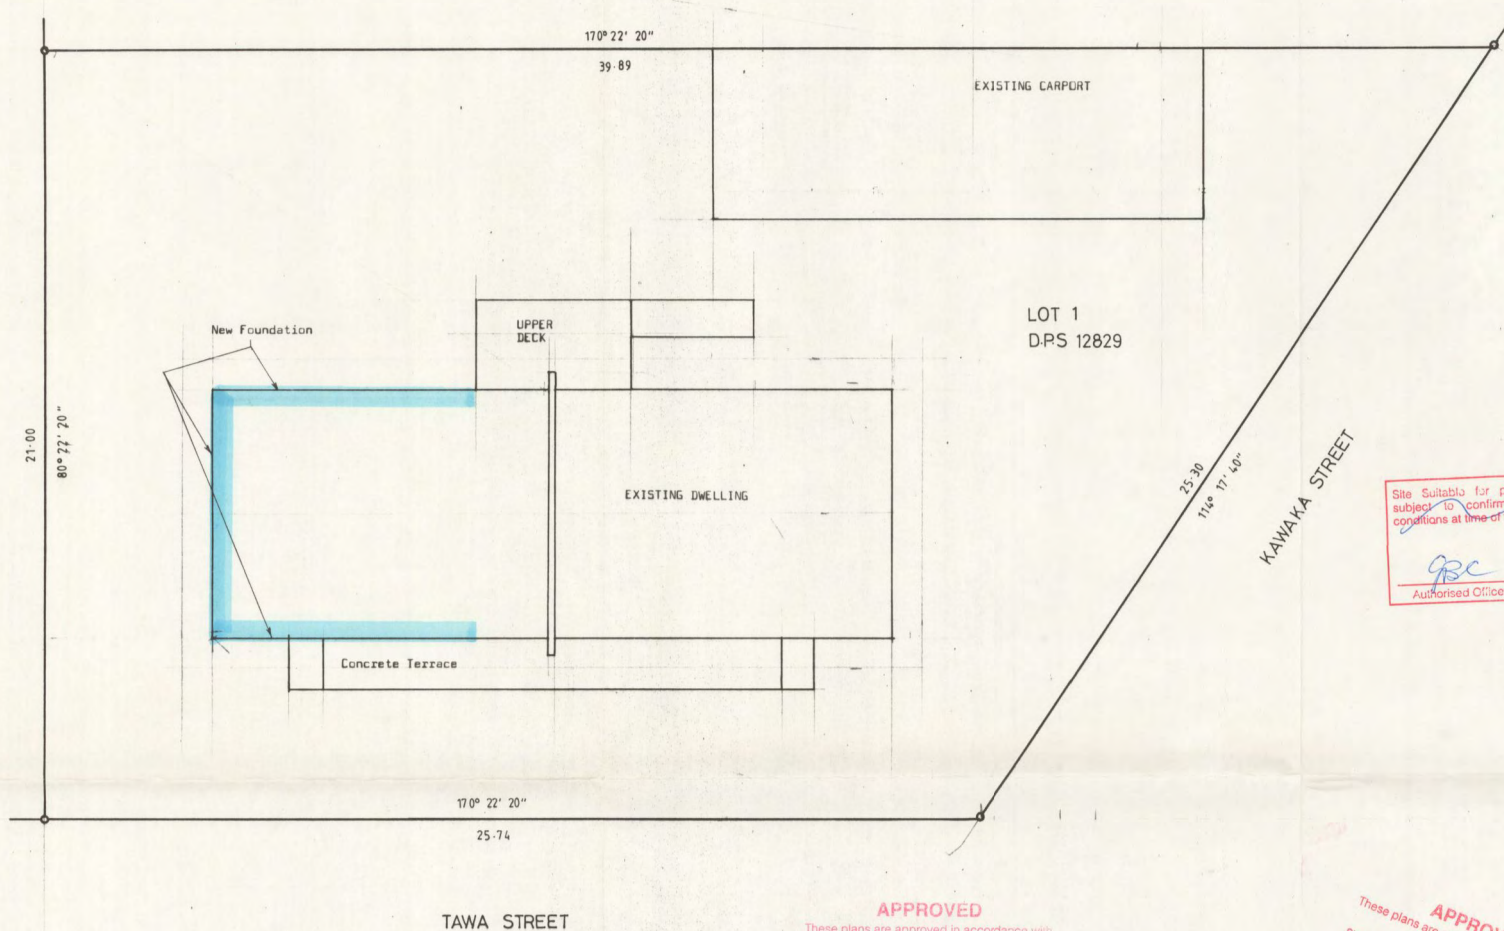 170° 22' 20"
39·89
EXISTING CARPORT
LOT 1
D.P.S 12829
New Foundation
UPPER
DECK
21·00
80° 22' 20"
EXISTING DWELLING
25·30
114° 17' 40"
KAWAKA STREET
Site Suitable for
subject to confirm
conditions at time of
Authorised Office
Concrete Terrace
170° 22' 20"
25·74
TAWA STREET
APPROVED
These plans are approved in accordance with
APPRO
These plans are